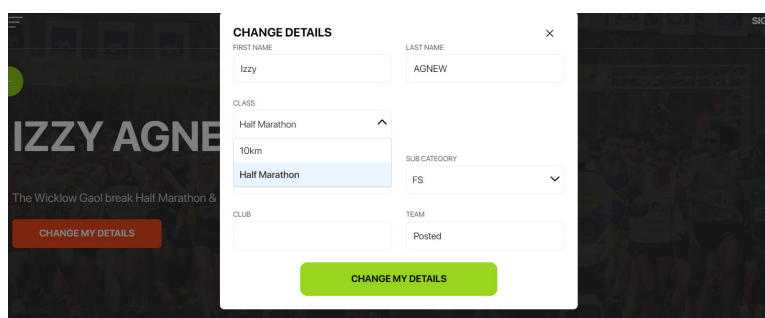 SIG
CHANGE DETAILS
FIRST NAME
LAST NAME
Izzy
AGNEW
CLASS
Half Marathon
10km
Half Marathon
SUB CATEGORY
FS
CLUB
TEAM
Posted
CHANGE MY DETAILS
IZZY AGNE
The Wicklow Gaol break Half Marathon &
CHANGE MY DETAILS